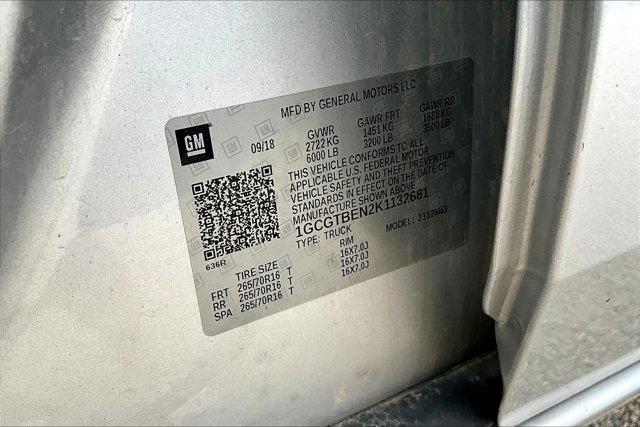 MFD BY GENERAL MOTORS LLC
GM
09/18 GVWR GAWR FRT GAWR RR
2722 KG 1451 KG 1588 KG
6000 LB 3200 LB 3500 LB
THIS VEHICLE CONFORMS TO ALL
APPLICABLE U.S. FEDERAL MOTOR
VEHICLE SAFETY AND THEFT PREVENTION
STANDARDS IN EFFECT ON THE DATE OF
MANUFACTURE SHOWN ABOVE
1GCGTBEN2K1132681
TYPE: TRUCK MODEL: 2112M43
636R
TIRE SIZE RIM
FRT 265/70R16 T 16X7.0J
RR 265/70R16 T 16X7.0J
SPA 265/70R16 T 16X7.0J